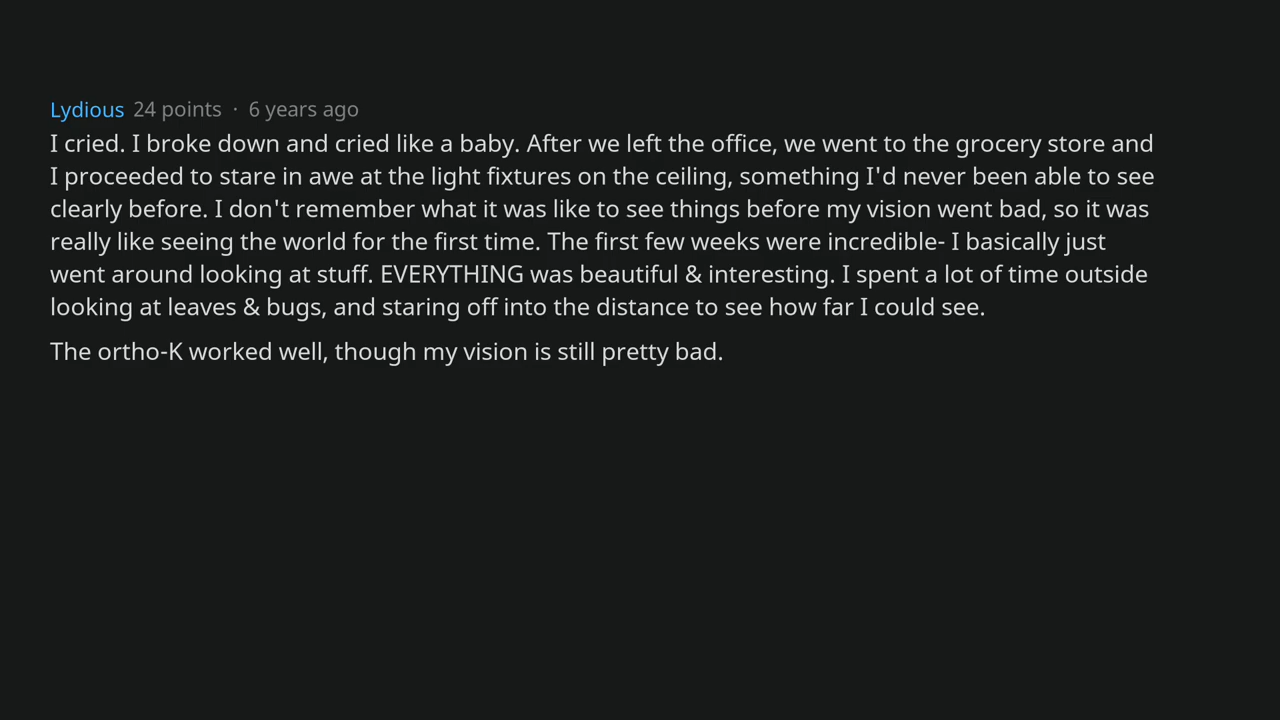 Lydious 24 points · 6 years ago
I cried. I broke down and cried like a baby. After we left the office, we went to the grocery store and
I proceeded to stare in awe at the light fixtures on the ceiling, something I'd never been able to see
clearly before. I don't remember what it was like to see things before my vision went bad, so it was
really like seeing the world for the first time. The first few weeks were incredible- I basically just
went around looking at stuff. EVERYTHING was beautiful & interesting. I spent a lot of time outside
looking at leaves & bugs, and staring off into the distance to see how far I could see.
The ortho-K worked well, though my vision is still pretty bad.